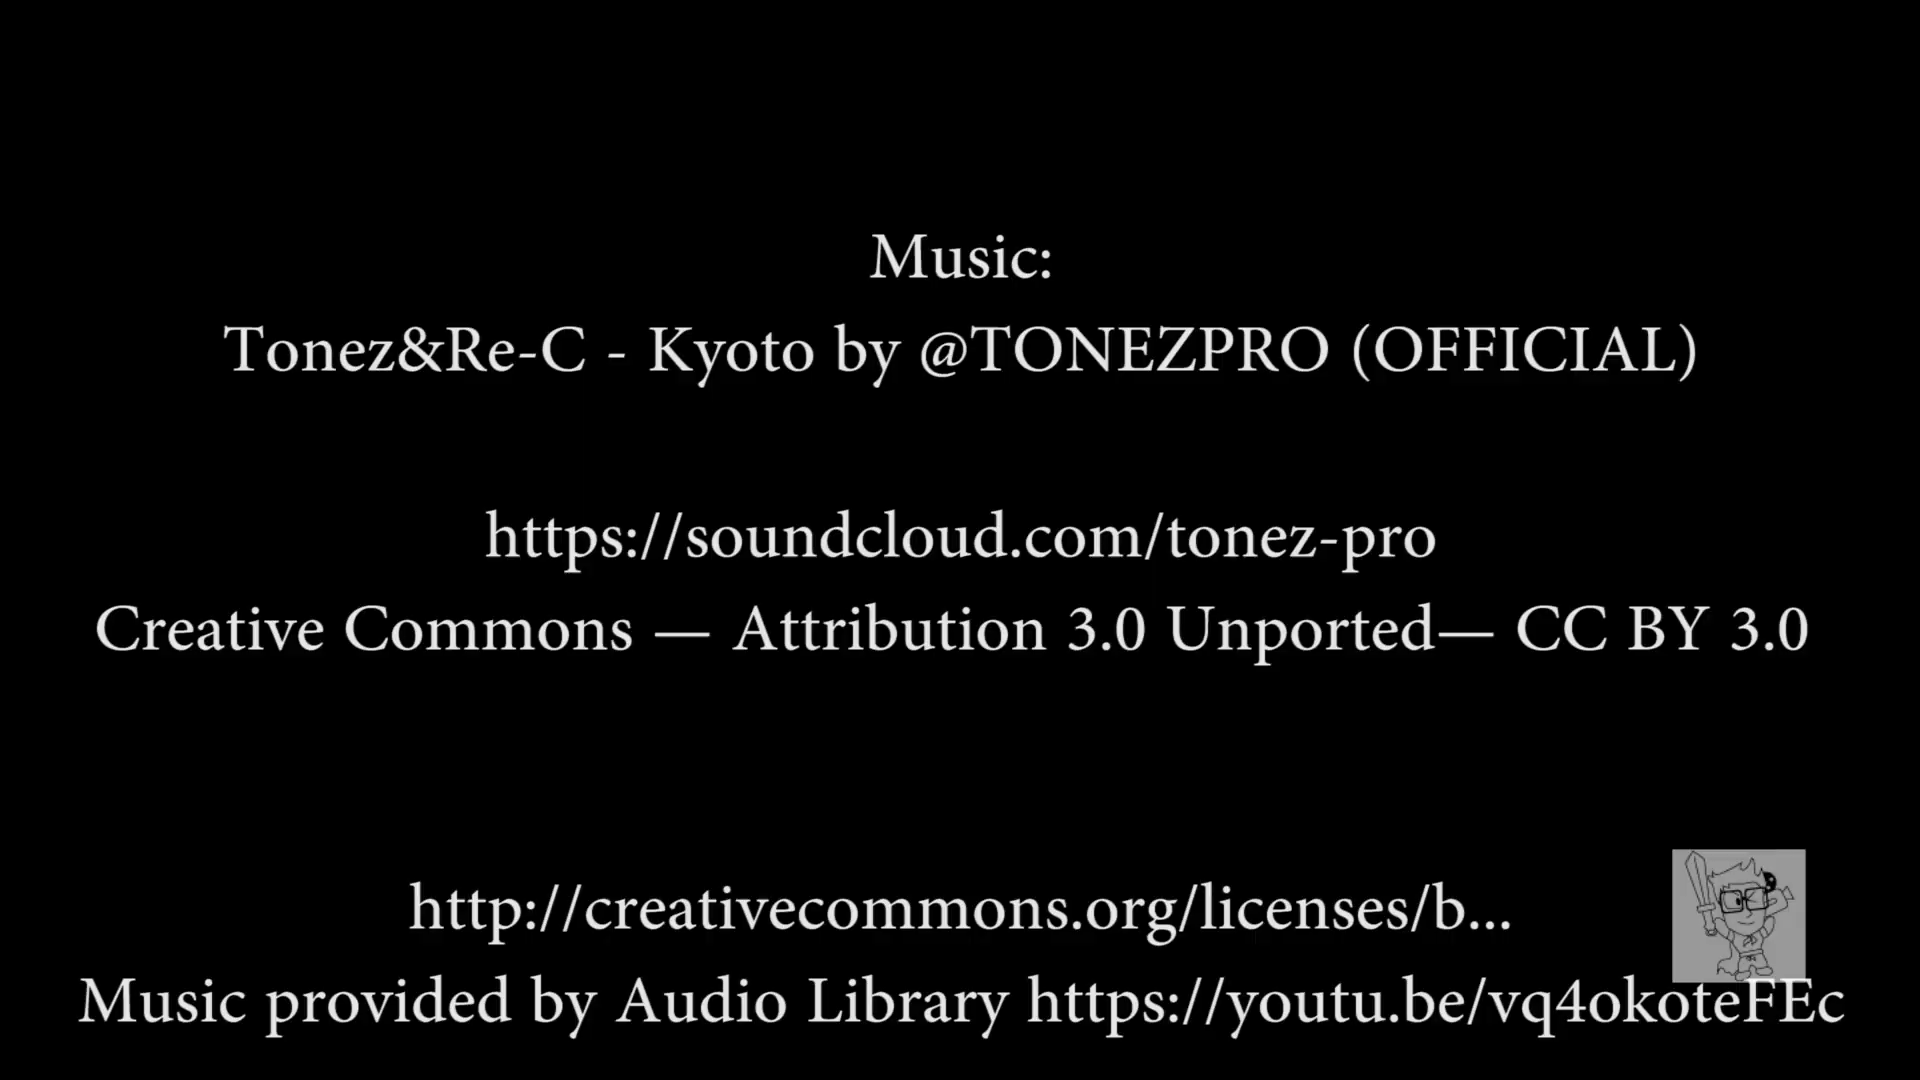 Music:
Tonez&Re-C - Kyoto by @TONEZPRO (OFFICIAL)
https://soundcloud.com/tonez-pro
Creative Commons — Attribution 3.0 Unported— CC BY 3.0
http://creativecommons.org/licenses/b...
Music provided by Audio Library https://youtu.be/vq4okoteFEc